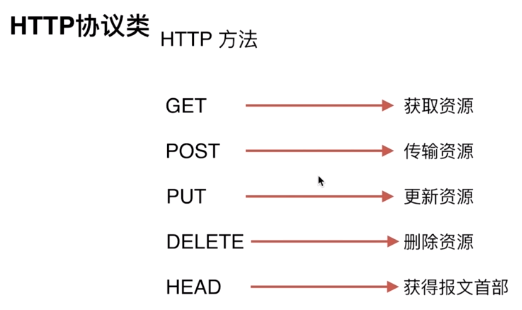 HTTP协议类
HTTP 方法
GET 获取资源
POST 传输资源
PUT 更新资源
DELETE 删除资源
HEAD 获得报文首部